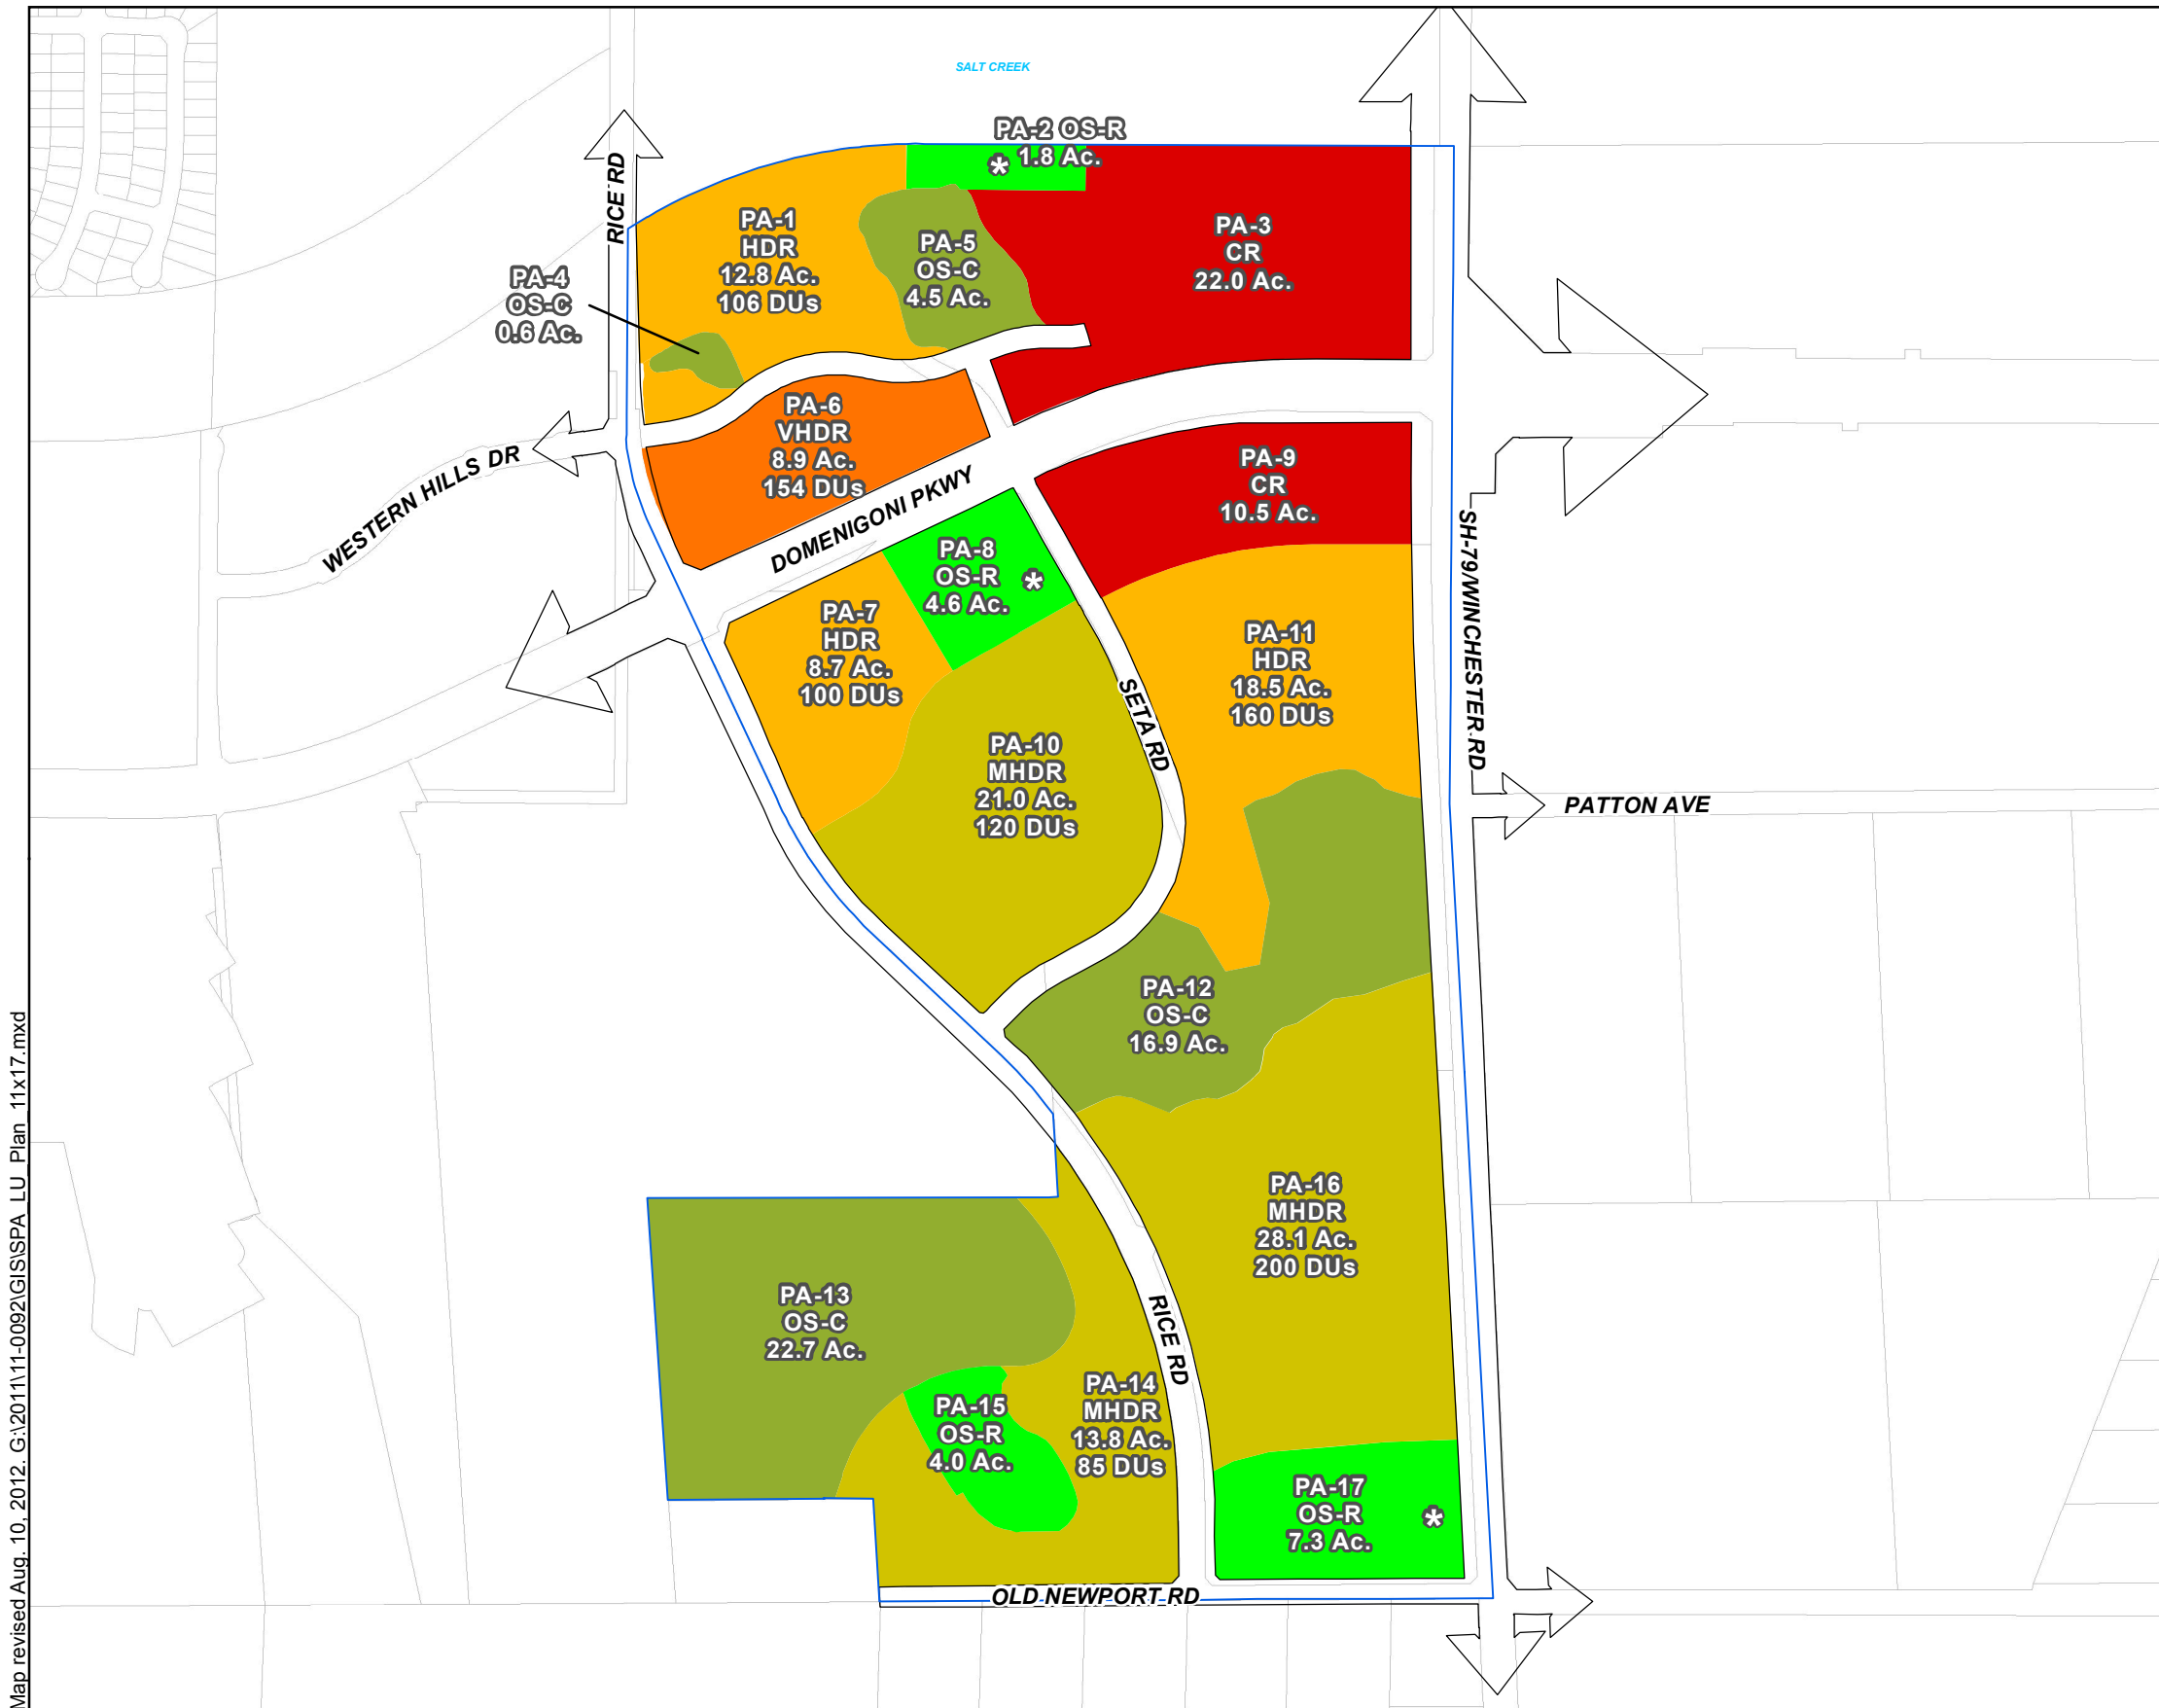 SALT CREEK
PA-2 OS-R
* 1.8 Ac.
RICE RD
PA-1
HDR
12.8 Ac.
106 DUs
PA-5
OS-C
4.5 Ac.
PA-3
CR
22.0 Ac.
PA-4
OS-C
0.6 Ac.
PA-6
VHDR
8.9 Ac.
154 DUs
WESTERN HILLS DR
DOMENIGONI PKWY
PA-9
CR
10.5 Ac.
PA-8
OS-R *
4.6 Ac.
SH-79/WINCHESTER RD
PA-7
HDR
8.7 Ac.
100 DUs
PA-11
HDR
18.5 Ac.
160 DUs
SETA RD
PA-10
MHDR
21.0 Ac.
120 DUs
PATTON AVE
PA-12
OS-C
16.9 Ac.
PA-16
MHDR
28.1 Ac.
200 DUs
PA-13
OS-C
22.7 Ac.
RICE RD
PA-14
MHDR
13.8 Ac.
85 DUs
PA-15
OS-R
4.0 Ac.
PA-17
OS-R *
7.3 Ac.
OLD NEWPORT RD
Map revised Aug. 10, 2012. G:\2011\11-0092\GIS\SPA_LU_Plan_11x17.mxd